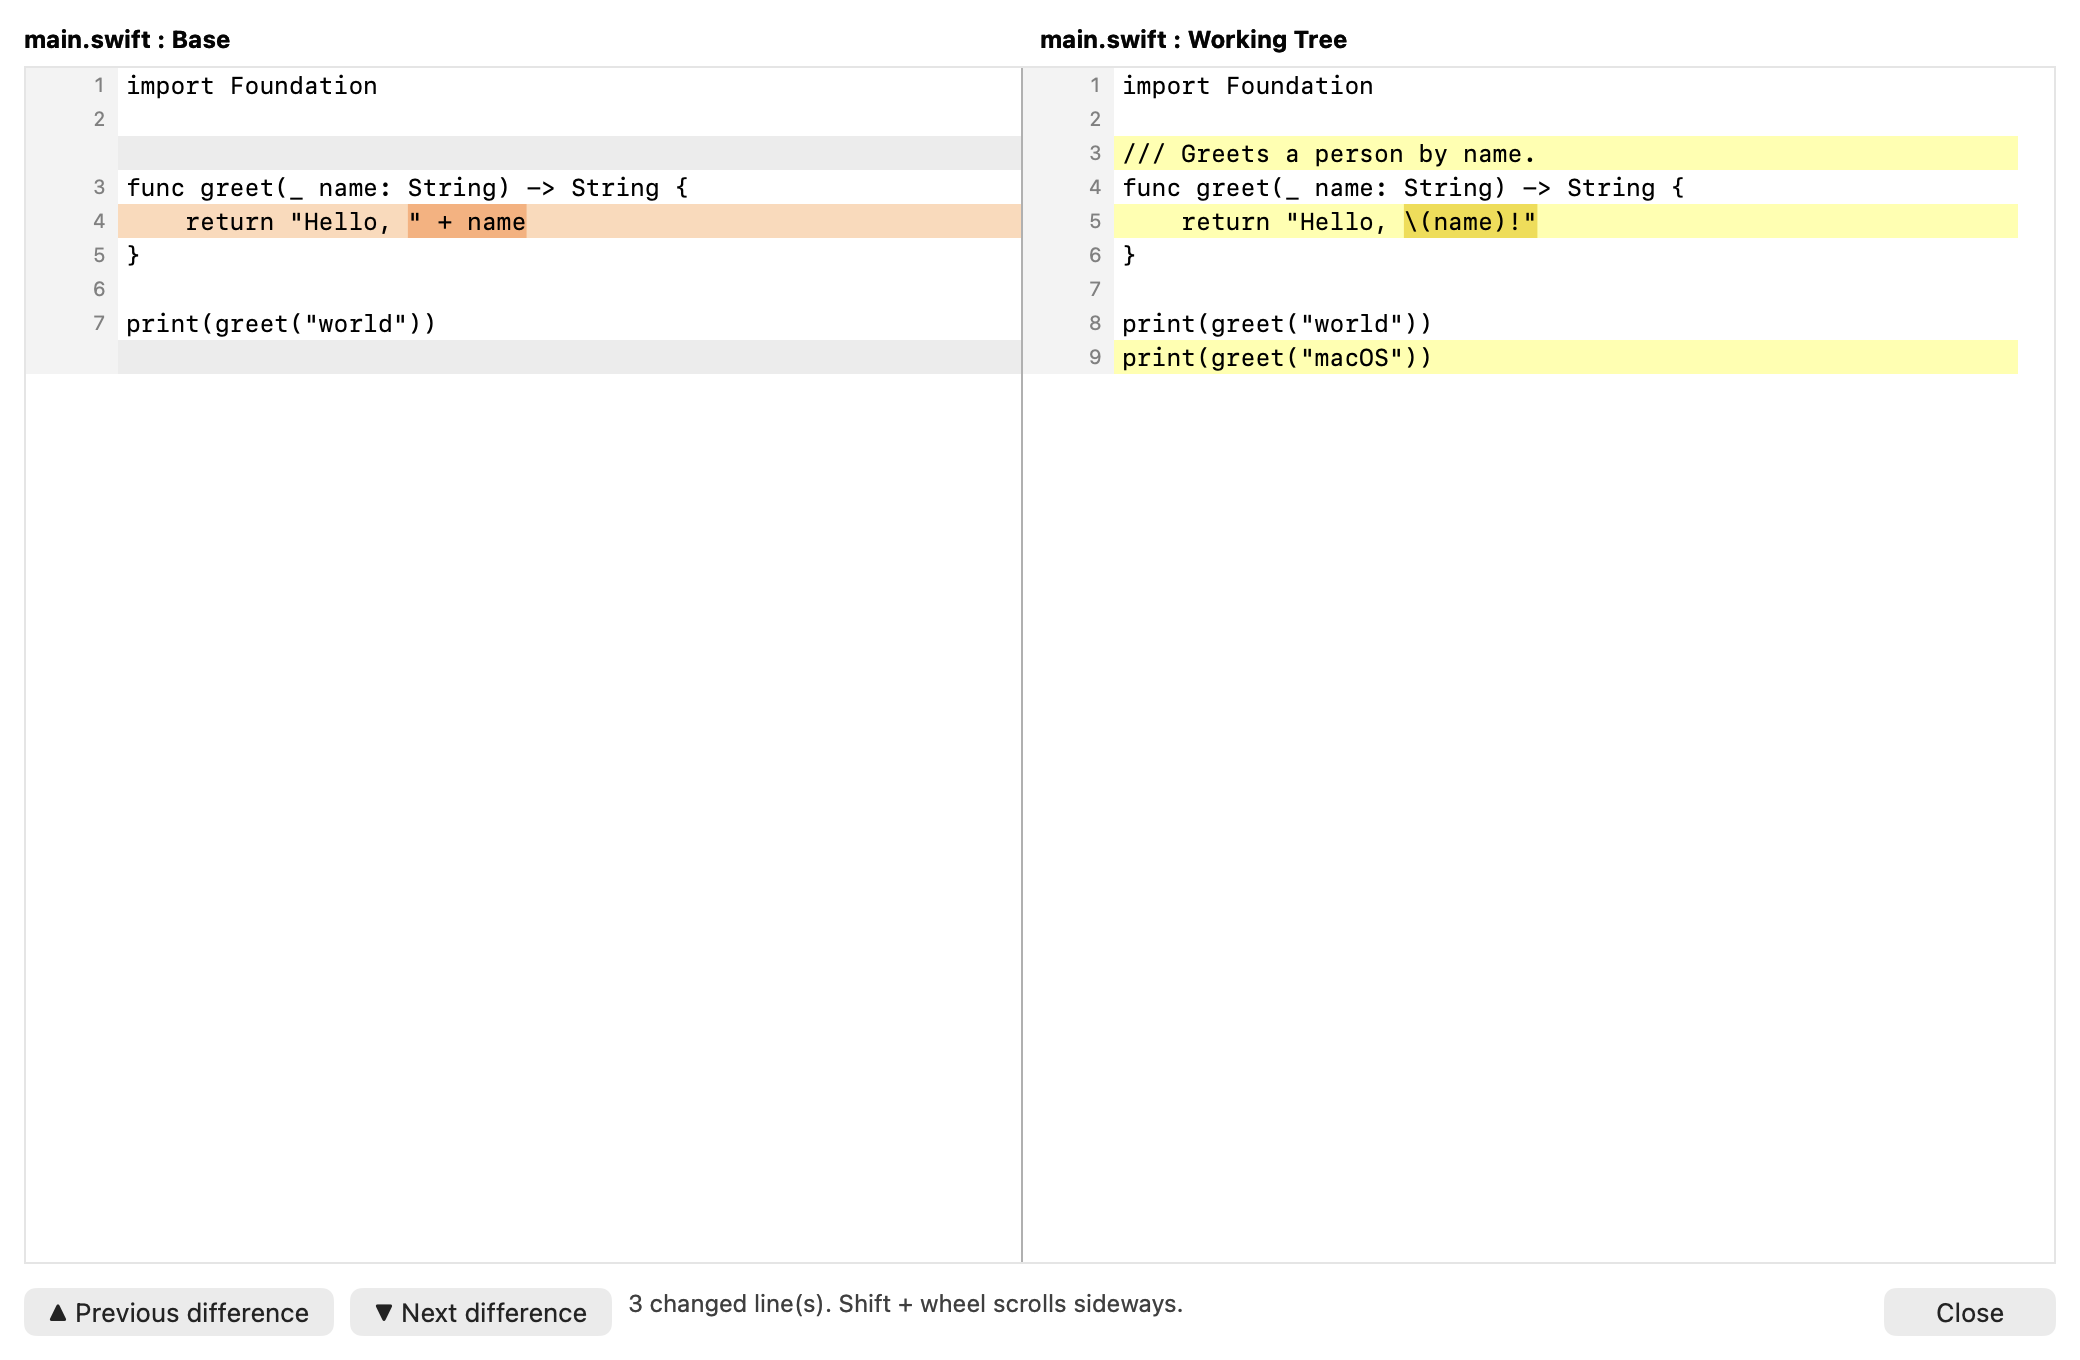 main.swift : Base
1 import Foundation
2
3 func greet(_ name: String) -> String {
4     return "Hello, " + name
5 }
6
7 print(greet("world"))
main.swift : Working Tree
1 import Foundation
2
3 /// Greets a person by name.
4 func greet(_ name: String) -> String {
5     return "Hello, \(name)!"
6 }
7
8 print(greet("world"))
9 print(greet("macOS"))
▲ Previous difference
▼ Next difference
3 changed line(s). Shift + wheel scrolls sideways.
Close